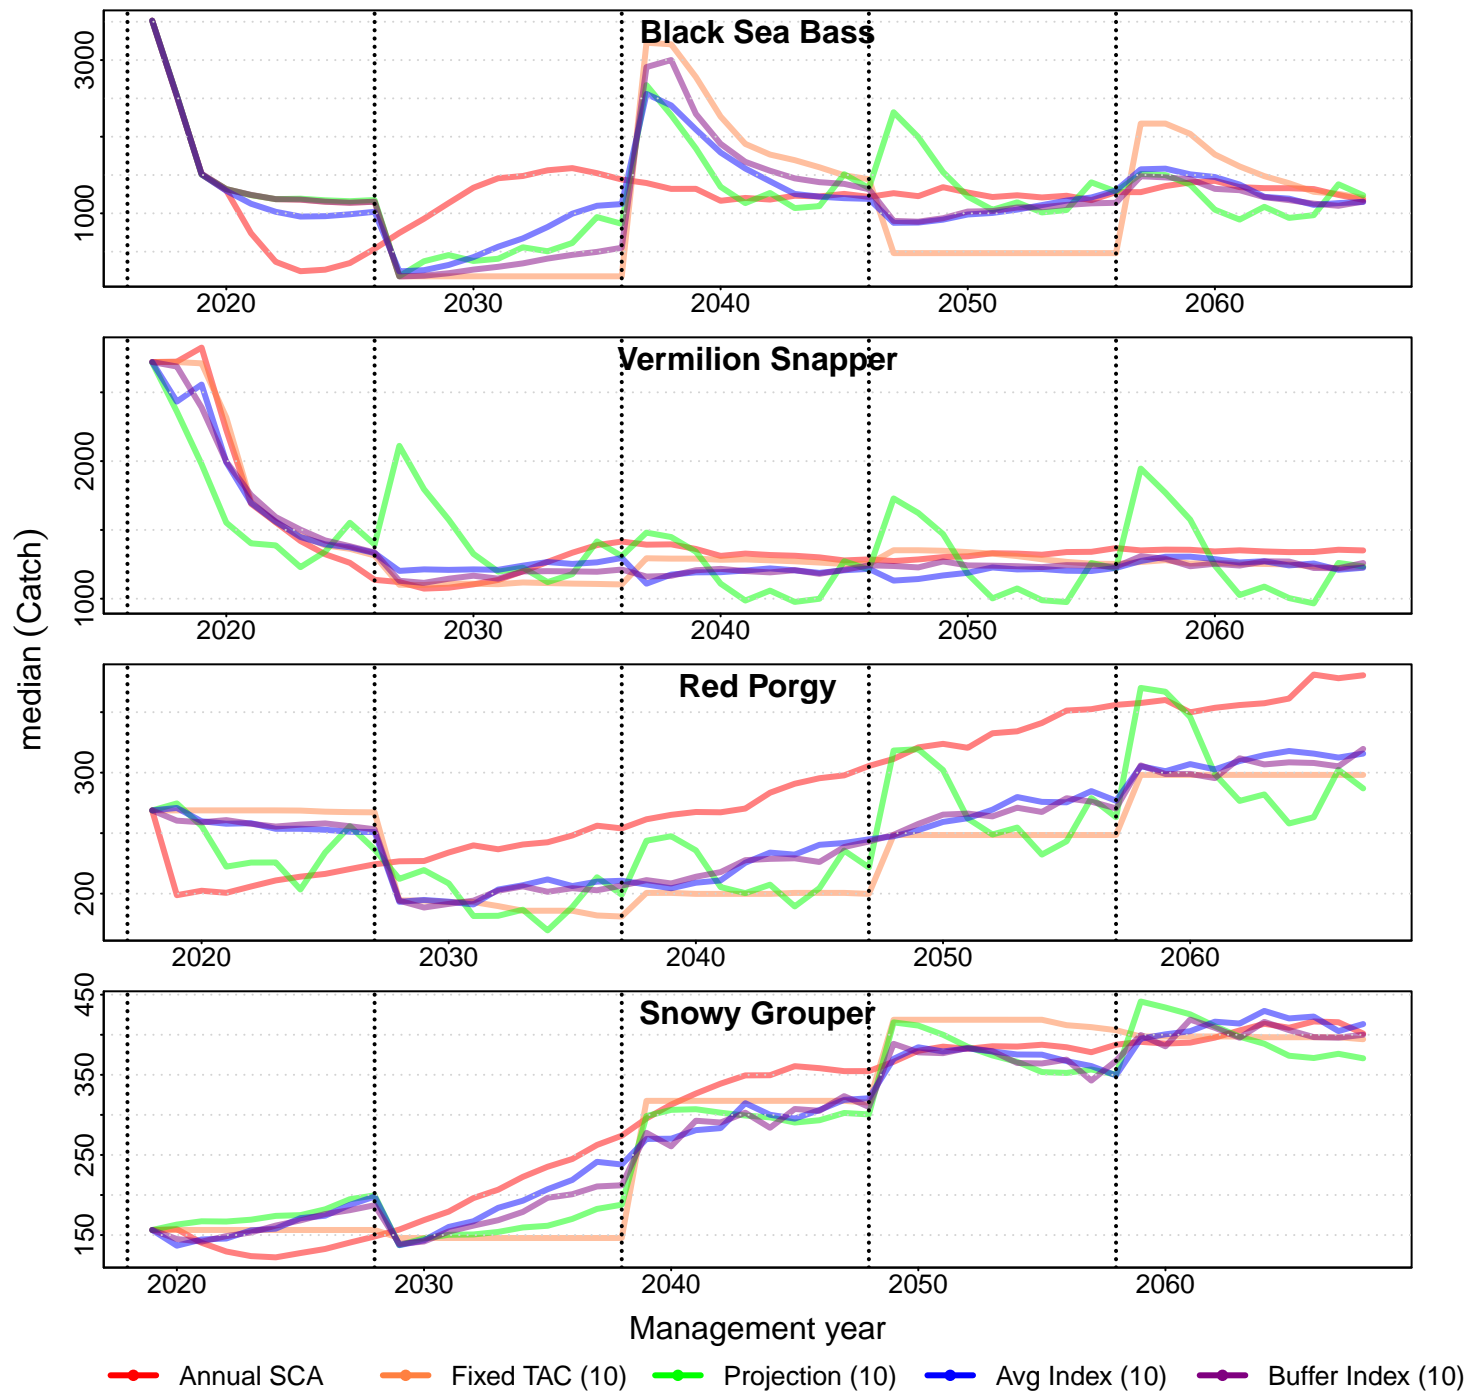 Black Sea Bass
3000
1000
2020 2030 2040 2050 2060
Vermilion Snapper
2000
1000
2020 2030 2040 2050 2060
median (Catch)
Red Porgy
300
200
2020 2030 2040 2050 2060
Snowy Grouper
450
350
250
150
2020 2030 2040 2050 2060
Management year
Annual SCA Fixed TAC (10) Projection (10) Avg Index (10) Buffer Index (10)